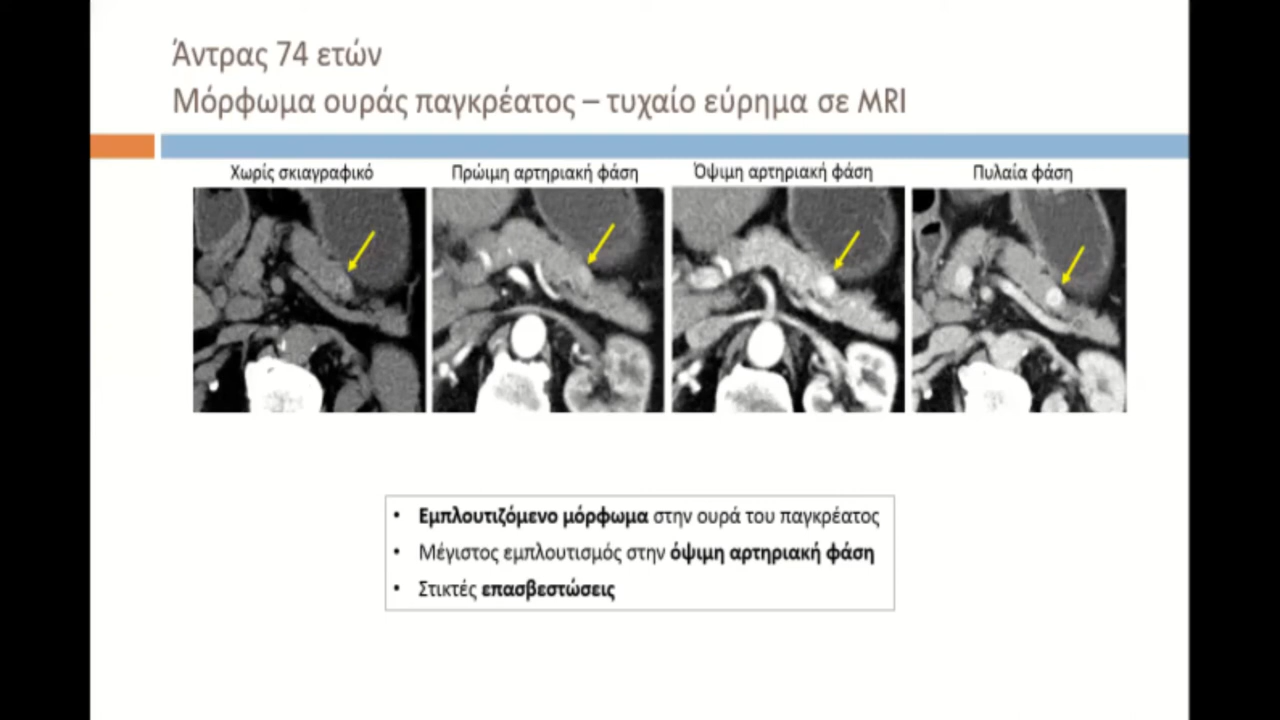 Άντρας 74 ετών
Μόρφωμα ουράς παγκρέατος – τυχαίο εύρημα σε MRI
Χωρίς σκιαγραφικό
Πρώιμη αρτηριακή φάση
Όψιμη αρτηριακή φάση
Πυλαία φάση
• Εμπλουτιζόμενο μόρφωμα στην ουρά του παγκρέατος
• Μέγιστος εμπλουτισμός στην όψιμη αρτηριακή φάση
• Στικτές επασβεστώσεις